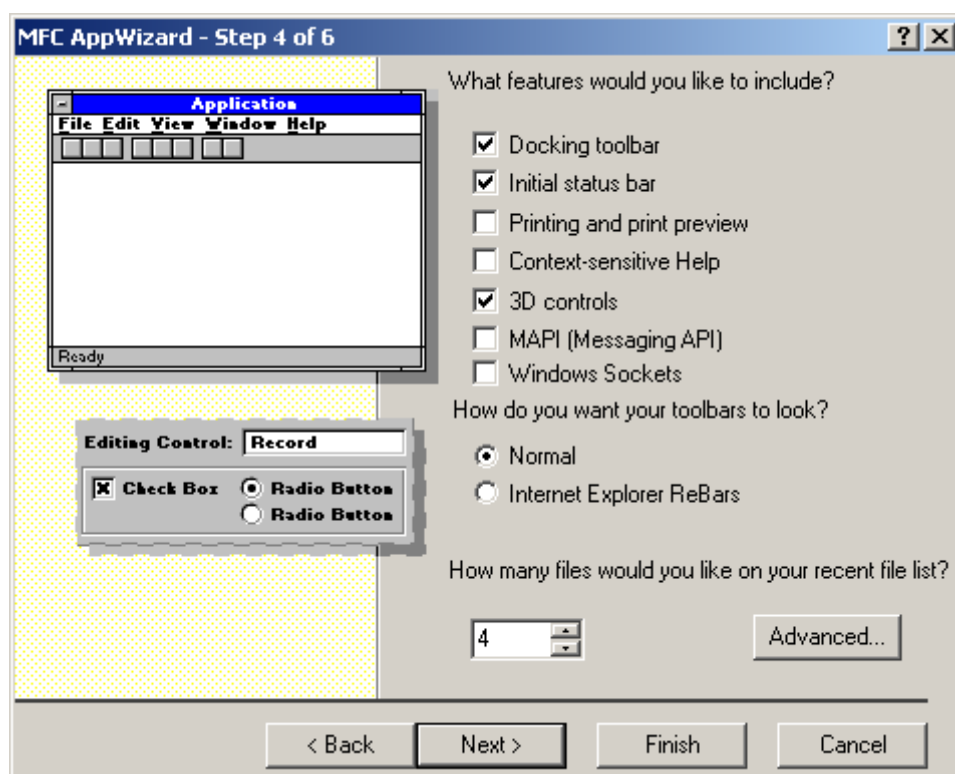 MFC AppWizard - Step 4 of 6
Application
File Edit View Window Help
Ready
Editing Control: Record
Check Box Radio Button
Radio Button
What features would you like to include?
Docking toolbar
Initial status bar
Printing and print preview
Context-sensitive Help
3D controls
MAPI (Messaging API)
Windows Sockets
How do you want your toolbars to look?
Normal
Internet Explorer ReBars
How many files would you like on your recent file list?
4 Advanced...
< Back Next > Finish Cancel